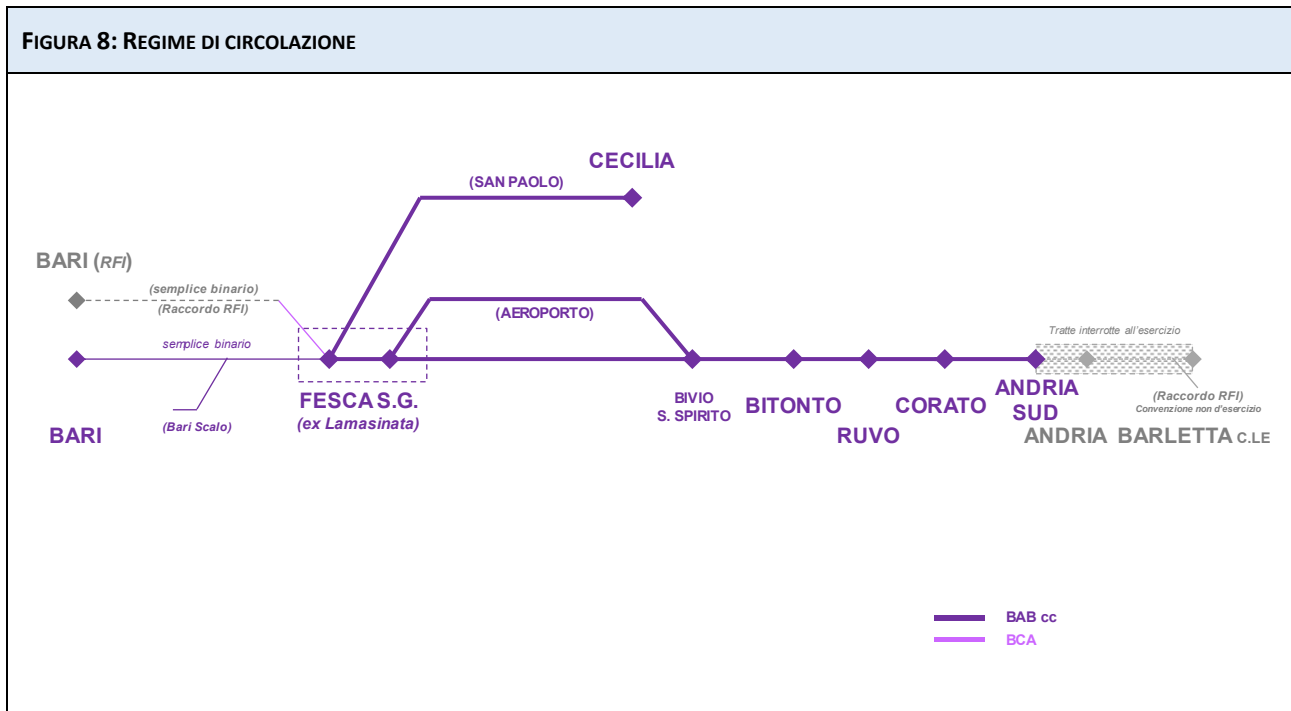 FIGURA 8: REGIME DI CIRCOLAZIONE
CECILIA
(SAN PAOLO)
BARI (RFI)
(semplice binario)
(Raccordo RFI)
(AEROPORTO)
semplice binario
Tratte interrotte all'esercizio
FESCA S.G.
(ex Lamasinata)
(Bari Scalo)
BARI
BIVIO
S. SPIRITO
BITONTO
RUVO
CORATO
ANDRIA
SUD
(Raccordo RFI)
Convenzione non d'esercizio
ANDRIA
BARLETTA C.LE
BAB cc
BCA